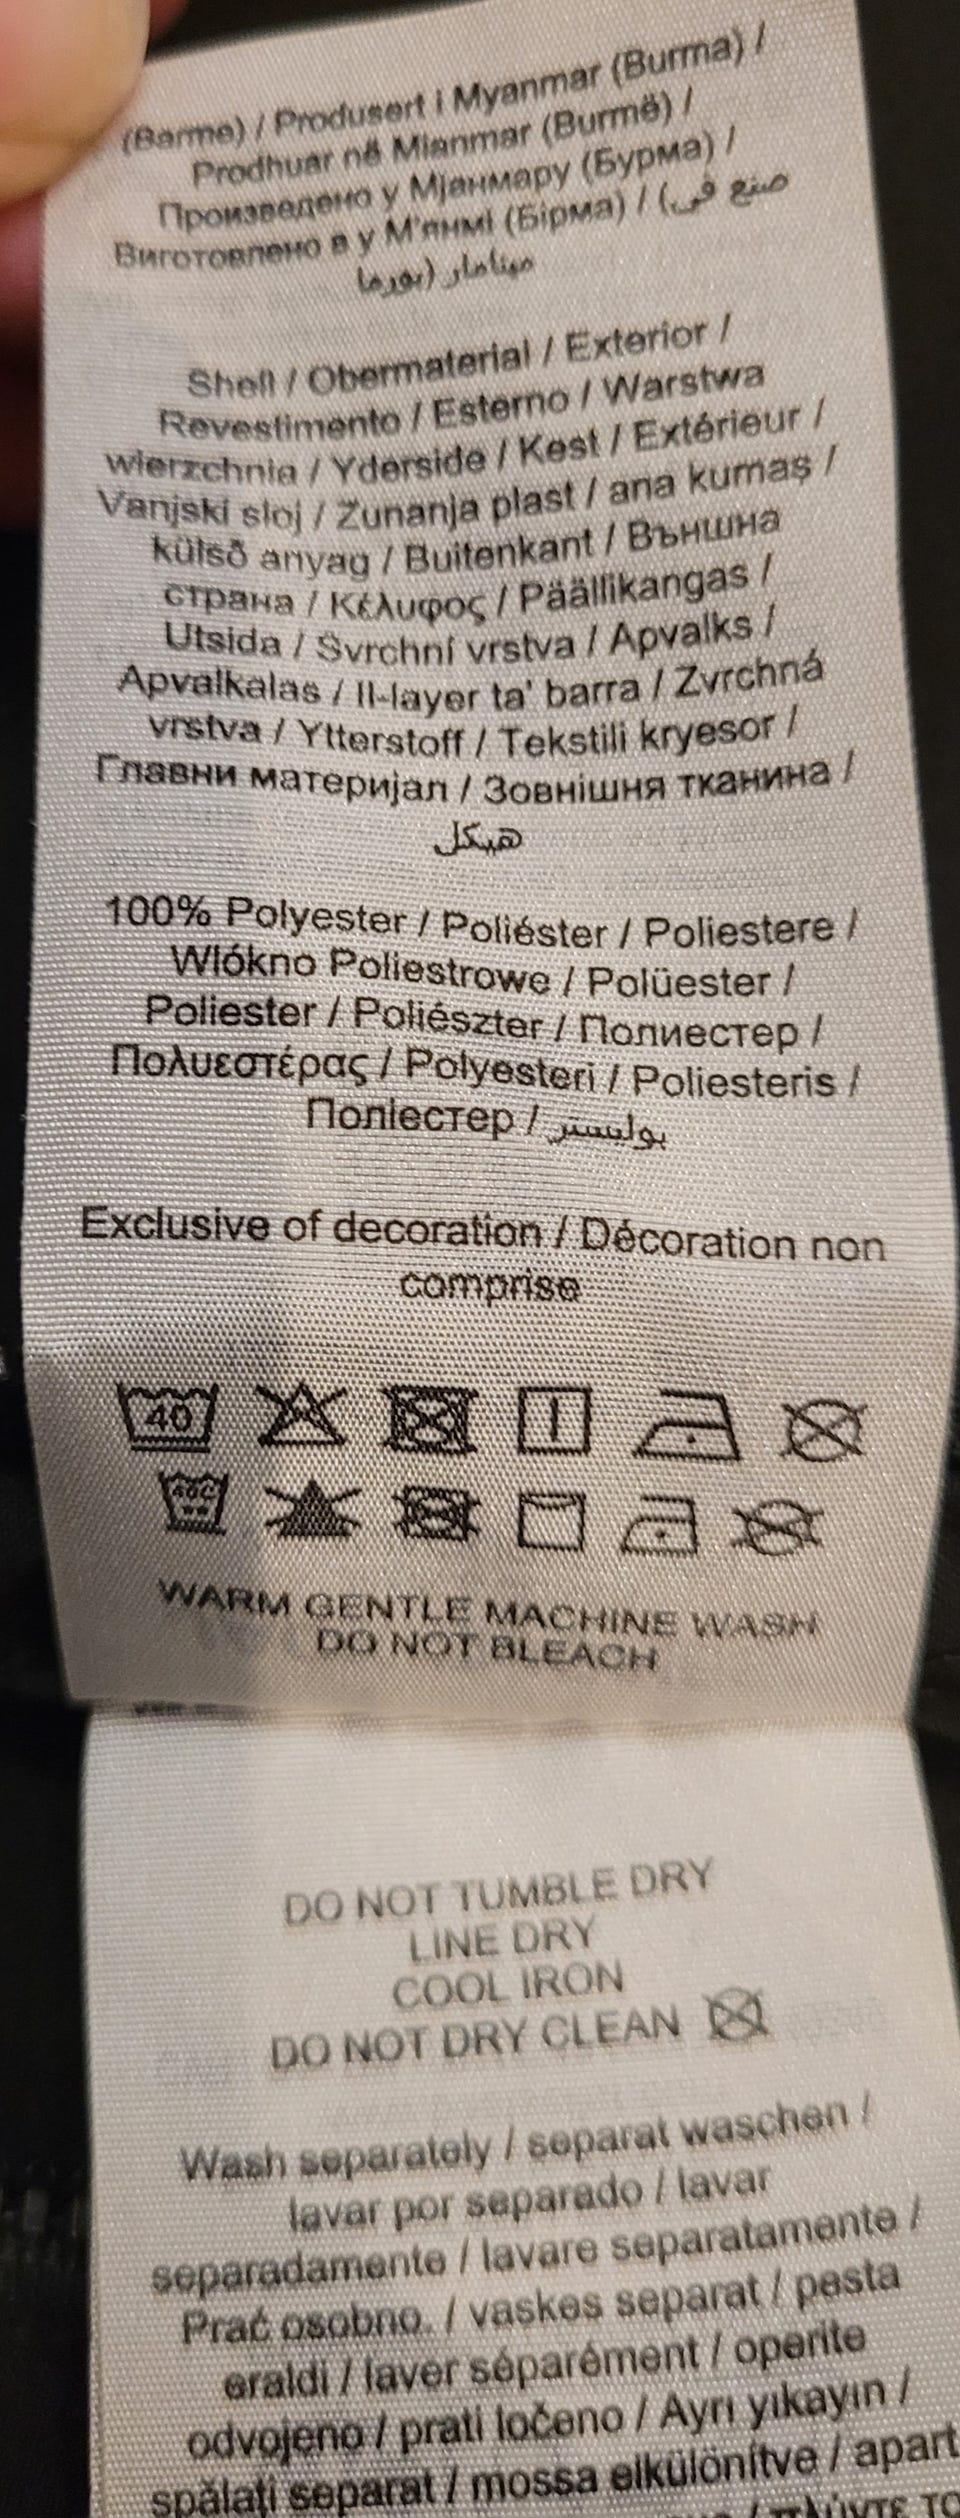 (Barme) / Produsert i Myanmar (Burma) /
Prodhuar në Mianmar (Burmë) /
Произведено у Мјанмару (Бурма) /
Виготовлено в у М'янмі (Бірма) / صنع في)
مينامار (بورما
Shell / Obermaterial / Exterior /
Revestimento / Esterno / Warstwa
wierzchnia / Yderside / Kest / Extérieur /
Vanjski sloj / Zunanja plast / ana kumaş /
külső anyag / Buitenkant / Външна
страна / Κέλυφος / Päällikangas /
Utsida / Svrchní vrstva / Apvalks /
Apvalkalas / Il-layer ta' barra / Zvrchná
vrstva / Ytterstoff / Tekstili kryesor /
Главни материјал / Зовнішня тканина /
هيكل
100% Polyester / Poliéster / Poliestere /
Wlókno Poliestrowe / Polüester /
Poliester / Poliészter / Полиестер /
Πολυεστέρας / Polyesteri / Poliesteris /
Поліестер / بوليستر
Exclusive of decoration / Décoration non
comprise
40
40C
WARM GENTLE MACHINE WASH
DO NOT BLEACH
DO NOT TUMBLE DRY
LINE DRY
COOL IRON
DO NOT DRY CLEAN
Wash separately / separat waschen /
lavar por separado / lavar
separadamente / lavare separatamente /
Prać osobno. / vaskes separat / pesta
eraldi / laver séparément / operite
odvojeno / prati ločeno / Ayrı yıkayın /
spălați separat / mossa elkülönítve / apart